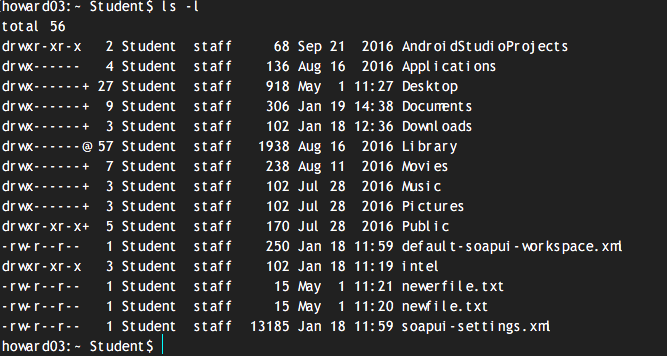 howard03:~ Student$ ls -l
total 56
drwxr-xr-x   2 Student  staff     68 Sep 21  2016 AndroidStudioProjects
drwx------   4 Student  staff    136 Aug 16  2016 Applications
drwx------+ 27 Student  staff    918 May  1 11:27 Desktop
drwx------+  9 Student  staff    306 Jan 19 14:38 Documents
drwx------+  3 Student  staff    102 Jan 18 12:36 Downloads
drwx------@ 57 Student  staff   1938 Aug 16  2016 Library
drwx------+  7 Student  staff    238 Aug 11  2016 Movies
drwx------+  3 Student  staff    102 Jul 28  2016 Music
drwx------+  3 Student  staff    102 Jul 28  2016 Pictures
drwxr-xr-x+  5 Student  staff    170 Jul 28  2016 Public
-rw-r--r--   1 Student  staff    250 Jan 18 11:59 default-soapui-workspace.xml
drwxr-xr-x   3 Student  staff    102 Jan 18 11:19 intel
-rw-r--r--   1 Student  staff     15 May  1 11:21 newerfile.txt
-rw-r--r--   1 Student  staff     15 May  1 11:20 newfile.txt
-rw-r--r--   1 Student  staff  13185 Jan 18 11:59 soapui-settings.xml
howard03:~ Student$